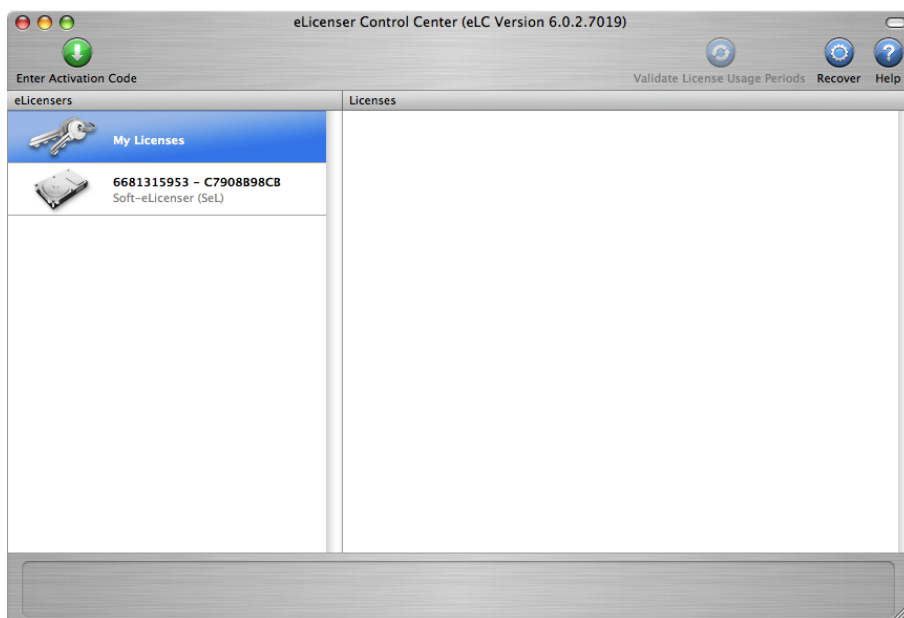 eLicenser Control Center (eLC Version 6.0.2.7019)
Enter Activation Code
Validate License Usage Periods Recover Help
eLicensers Licenses
My Licenses
6681315953 - C7908B98CB
Soft-eLicenser (SeL)